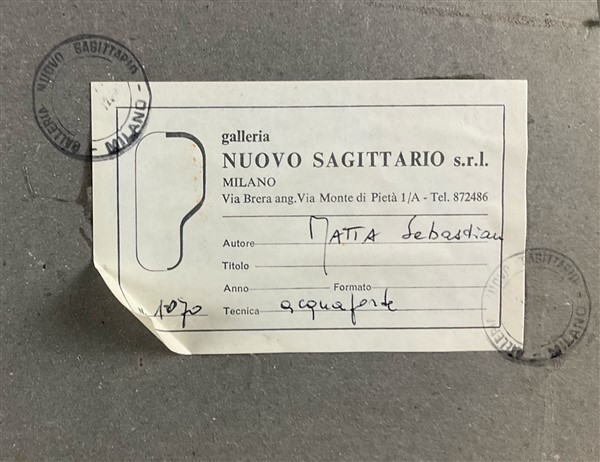 GALLERIA NUOVO SAGITTARIO
- MILANO -
galleria
NUOVO SAGITTARIO s.r.l.
MILANO
Via Brera ang. Via Monte di Pietà 1/A - Tel. 872486
Autore MATTA Sebastian
Titolo
Anno Formato
1070 Tecnica acquaforte
GALLERIA NUOVO SAGITTARIO
- MILANO -